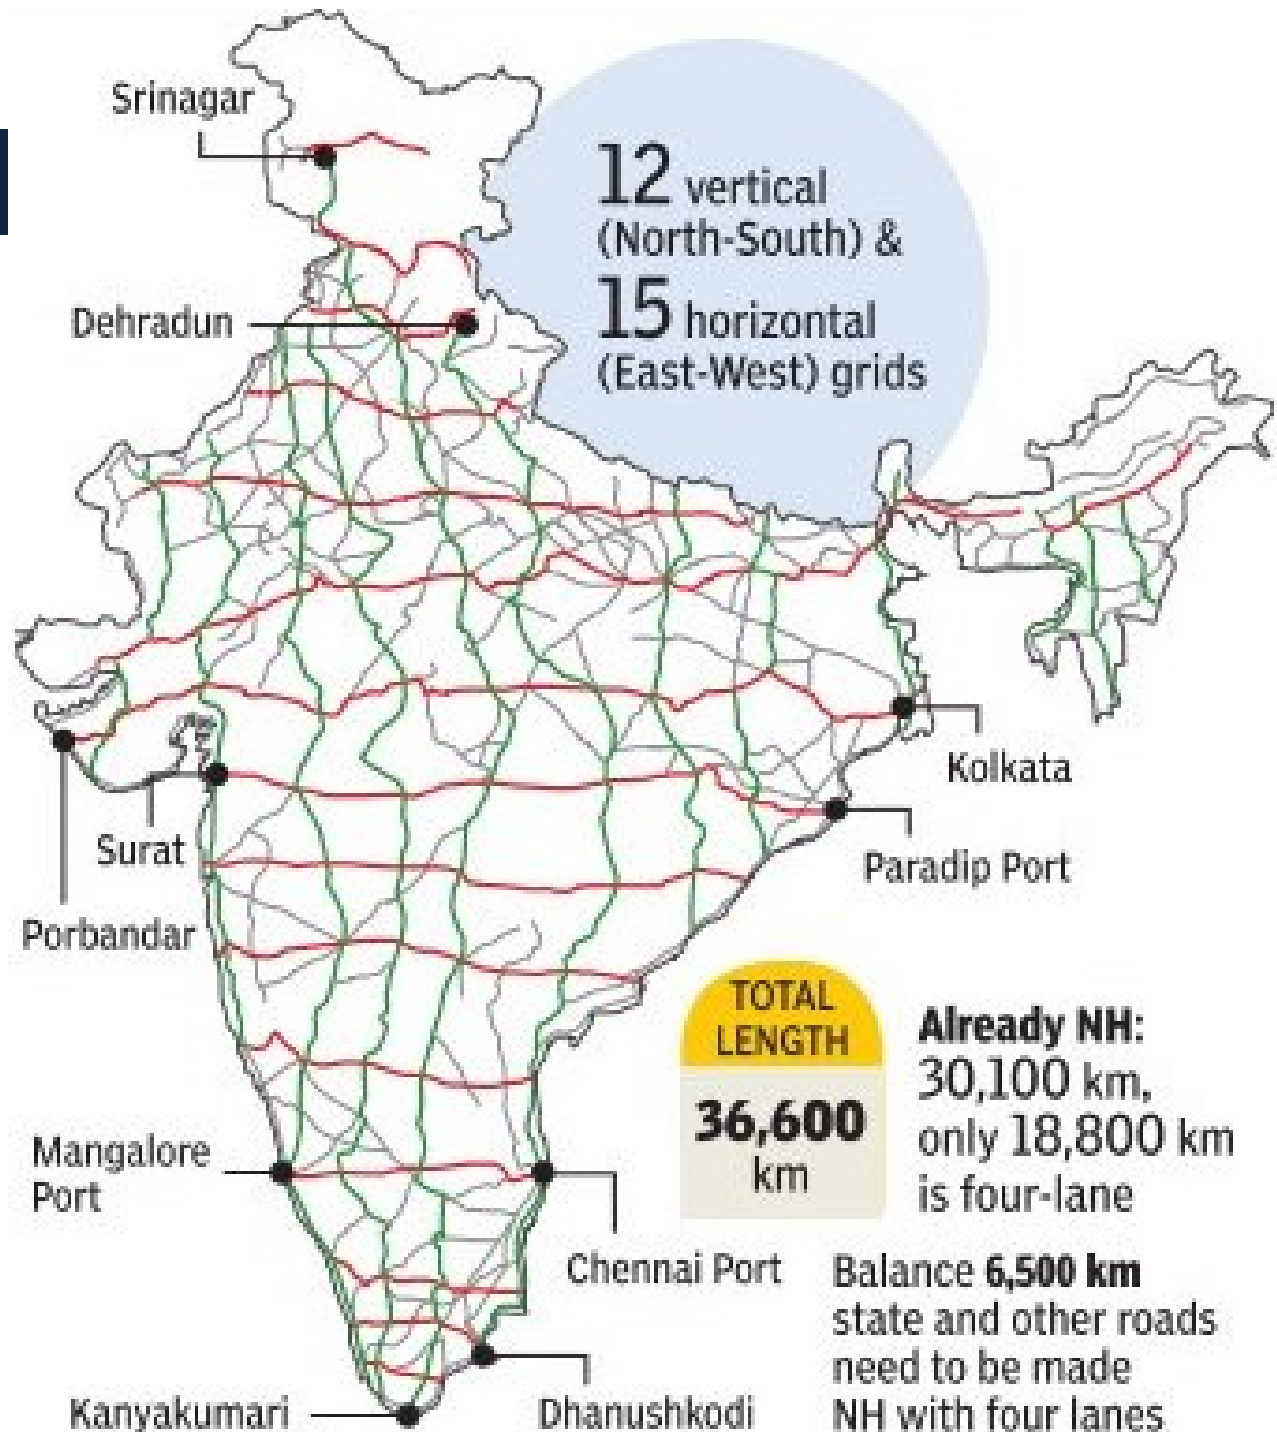 Srinagar
12 vertical
(North-South) &
15 horizontal
(East-West) grids
Dehradun
Kolkata
Surat
Paradip Port
Porbandar
TOTAL
LENGTH
36,600
km
Already NH:
30,100 km,
only 18,800 km
is four-lane
Mangalore
Port
Chennai Port
Balance 6,500 km
state and other roads
need to be made
NH with four lanes
Kanyakumari
Dhanushkodi